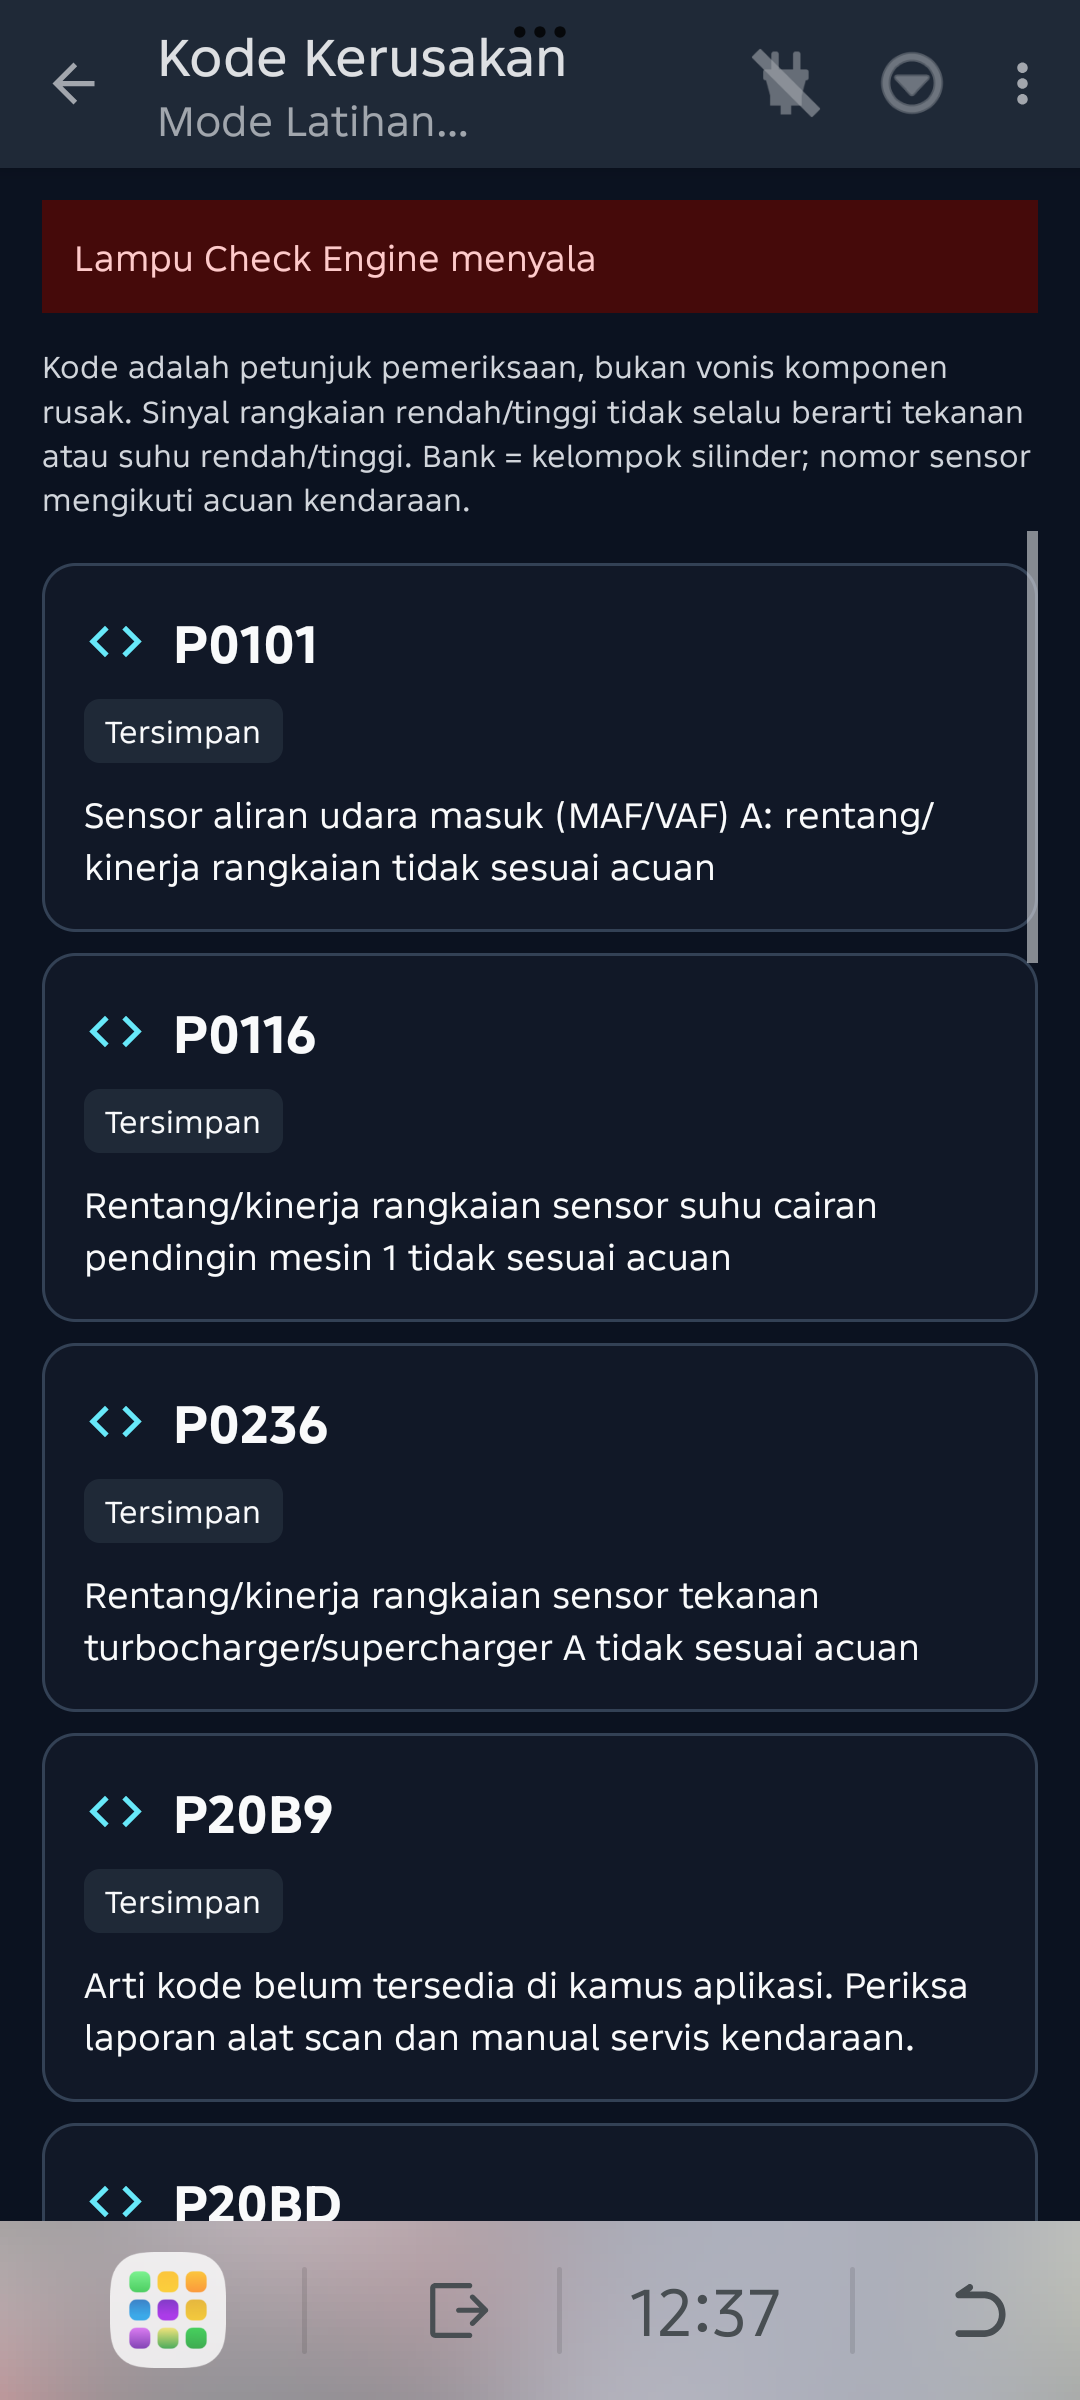 Kode Kerusakan
Mode Latihan...
Lampu Check Engine menyala
Kode adalah petunjuk pemeriksaan, bukan vonis komponen
rusak. Sinyal rangkaian rendah/tinggi tidak selalu berarti tekanan
atau suhu rendah/tinggi. Bank = kelompok silinder; nomor sensor
mengikuti acuan kendaraan.
P0101
Tersimpan
Sensor aliran udara masuk (MAF/VAF) A: rentang/
kinerja rangkaian tidak sesuai acuan
P0116
Tersimpan
Rentang/kinerja rangkaian sensor suhu cairan
pendingin mesin 1 tidak sesuai acuan
P0236
Tersimpan
Rentang/kinerja rangkaian sensor tekanan
turbocharger/supercharger A tidak sesuai acuan
P20B9
Tersimpan
Arti kode belum tersedia di kamus aplikasi. Periksa
laporan alat scan dan manual servis kendaraan.
P20BD
12:37